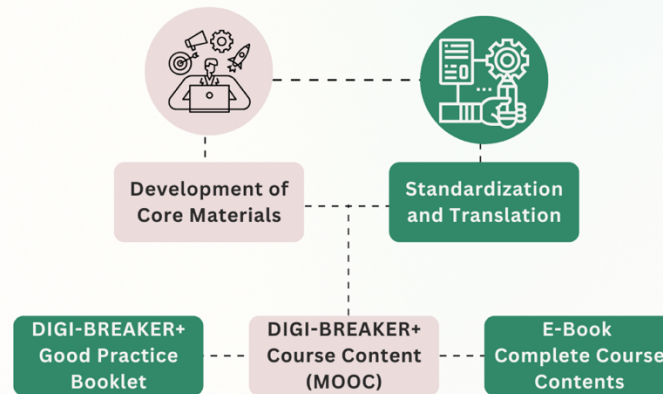 Development of
Core Materials
Standardization
and Translation
DIGI-BREAKER+
Good Practice
Booklet
DIGI-BREAKER+
Course Content
(MOOC)
E-Book
Complete Course
Contents